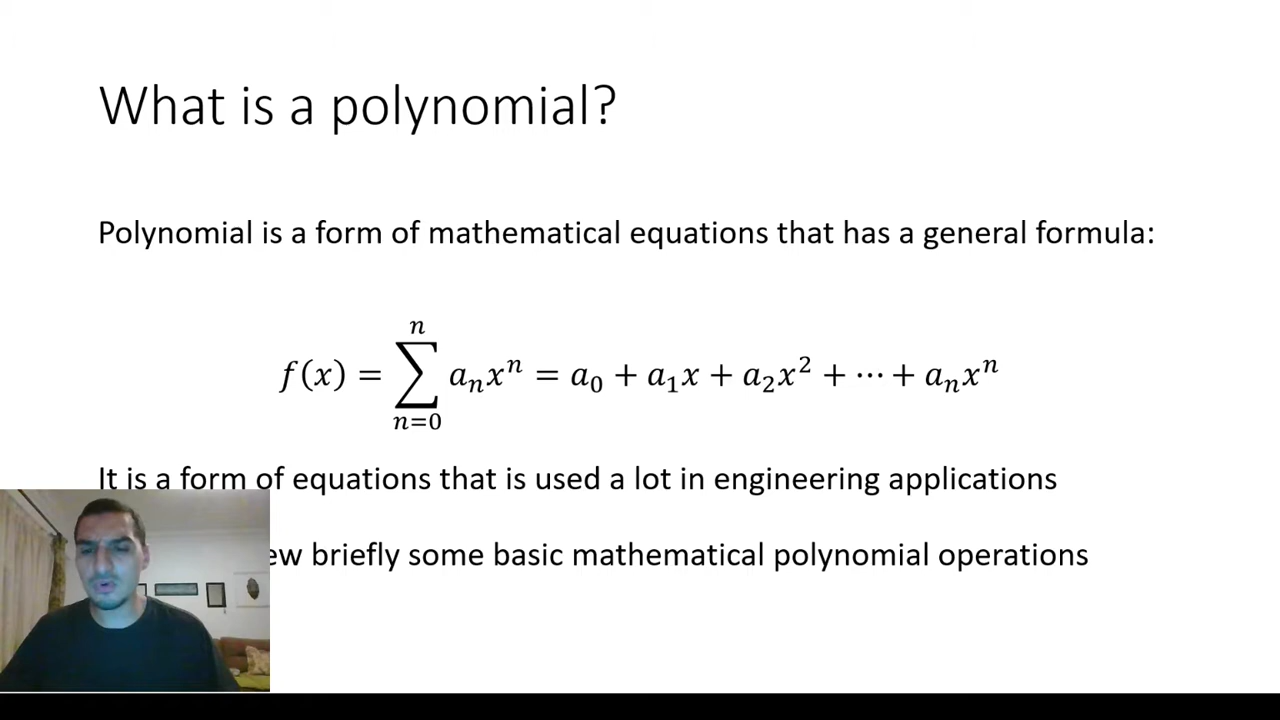 What is a polynomial?
Polynomial is a form of mathematical equations that has a general formula:
f(x) = \sum_{n=0}^{n} a_n x^n = a_0 + a_1 x + a_2 x^2 + ⋯ + a_n x^n
It is a form of equations that is used a lot in engineering applications
briefly some basic mathematical polynomial operations